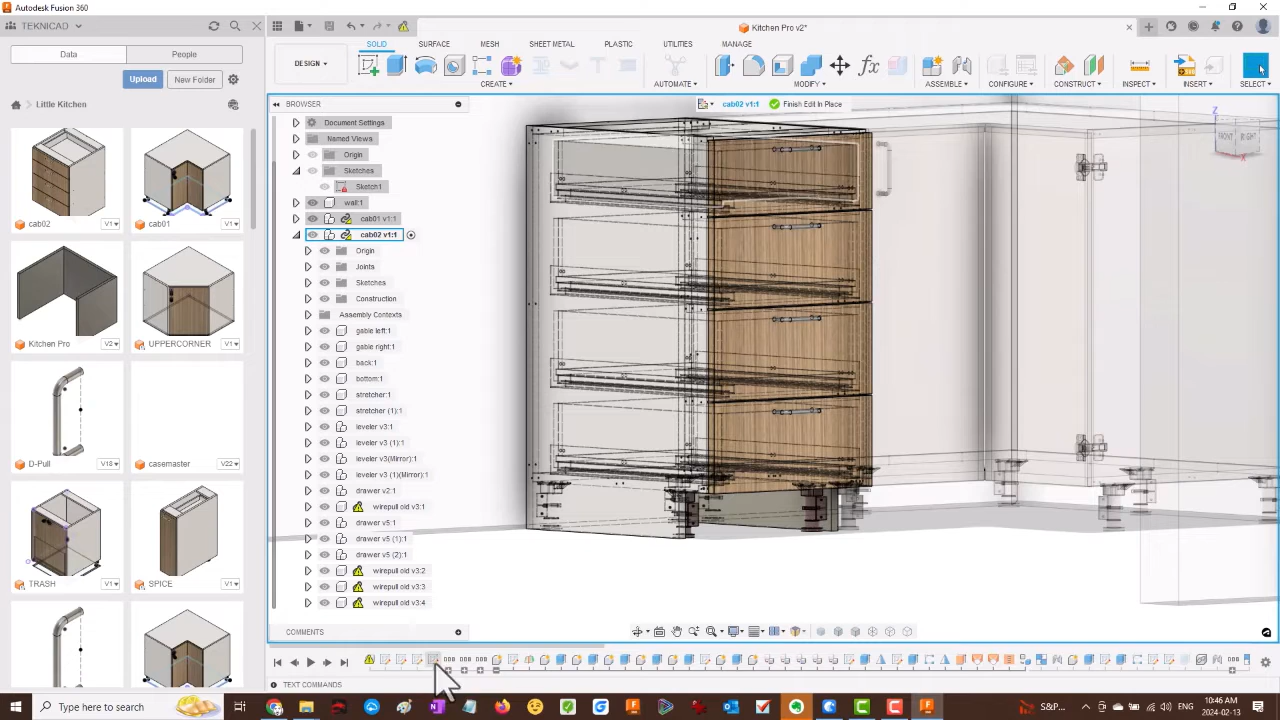 Autodesk Fusion 360
TEKNICAD
Kitchen Pro v2*
Data
People
Upload
New Folder
Little Kitchen
cab02
V1
cab01
V1
Kitchen Pro
V2
UPPERCORNER
V1
D-Pull
V18
casemaster
V22
TRASH
V1
SPICE
V1
DESIGN
SOLID
SURFACE
MESH
SHEET METAL
PLASTIC
UTILITIES
MANAGE
CREATE
AUTOMATE
MODIFY
ASSEMBLE
CONFIGURE
CONSTRUCT
INSPECT
INSERT
SELECT
BROWSER
cab02 v1:1
Finish Edit In Place
Z
FRONT
RIGHT
X
Document Settings
Named Views
Origin
Sketches
Sketch1
wall:1
cab01 v1:1
cab02 v1:1
Origin
Joints
Sketches
Construction
Assembly Contexts
gable left:1
gable right:1
back:1
bottom:1
stretcher:1
stretcher (1):1
leveler v3:1
leveler v3 (1):1
leveler v3(Mirror):1
leveler v3 (1)(Mirror):1
drawer v2:1
wirepull old v3:1
drawer v5:1
drawer v5 (1):1
drawer v5 (2):1
wirepull old v3:2
wirepull old v3:3
wirepull old v3:4
COMMENTS
TEXT COMMANDS
Type here to search
S&P...
10:46 AM
2024-02-13